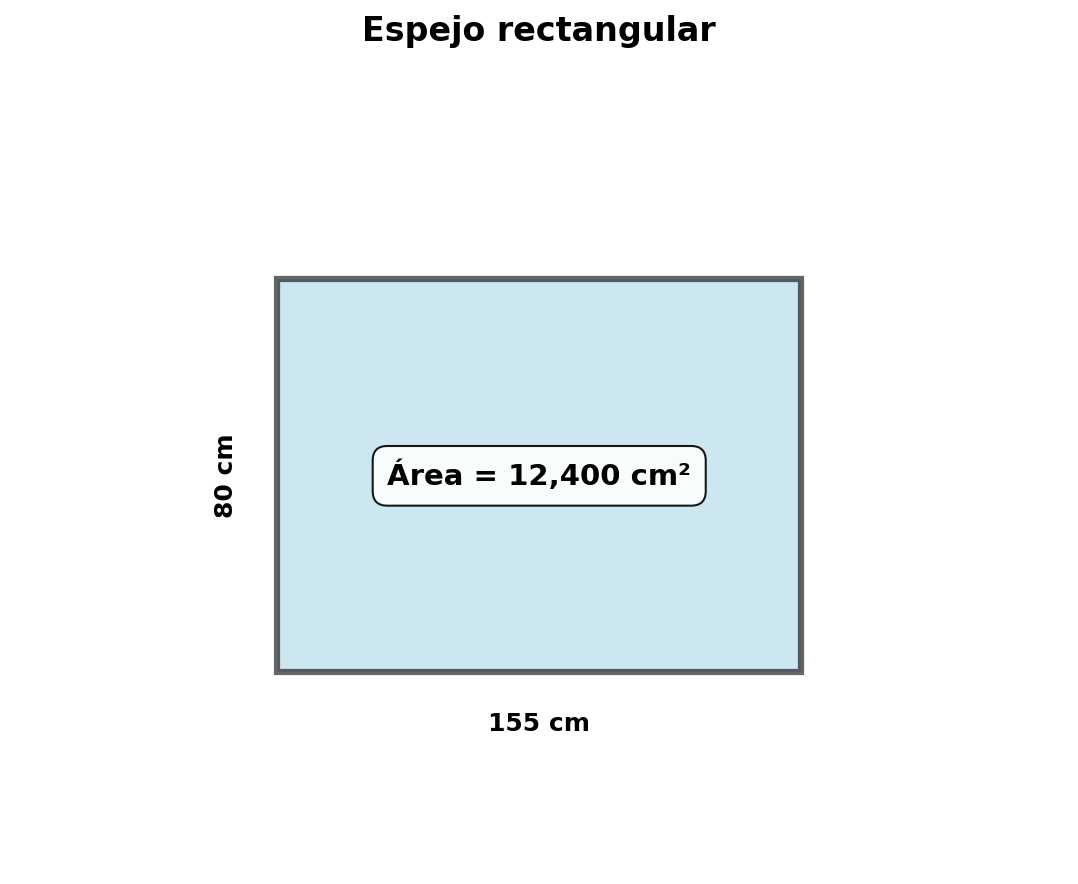 Espejo rectangular
80 cm
Área = 12,400 cm²
155 cm